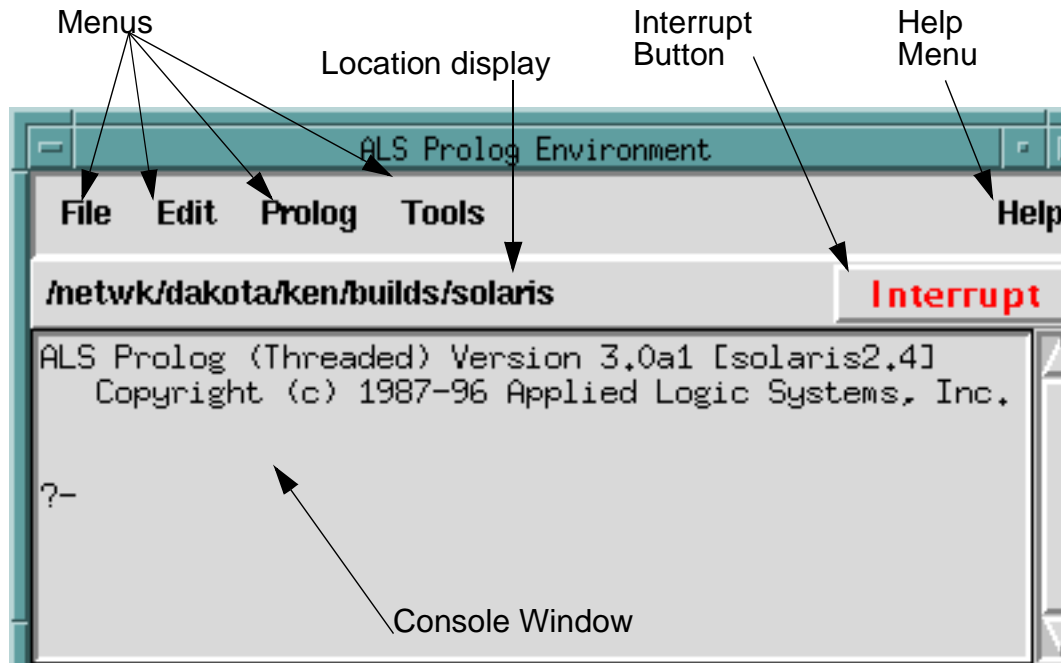 Menus
Location display
Interrupt
Button
Help
Menu
ALS Prolog Environment
File Edit Prolog Tools Help
/netwk/dakota/ken/builds/solaris
Interrupt
ALS Prolog (Threaded) Version 3.0a1 [solaris2.4]
Copyright (c) 1987-96 Applied Logic Systems, Inc.
?-
Console Window